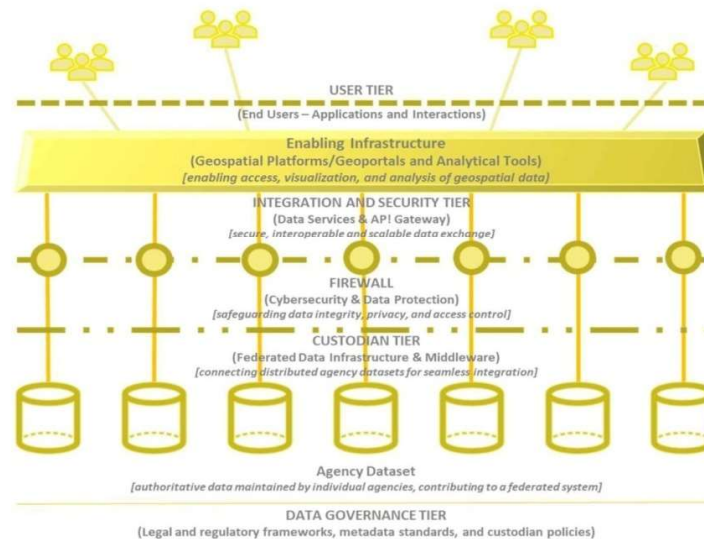 USER TIER
(End Users – Applications and Interactions)
Enabling Infrastructure
(Geospatial Platforms/Geoportals and Analytical Tools)
[enabling access, visualization, and analysis of geospatial data)
INTEGRATION AND SECURITY TIER
(Data Services & AP! Gateway)
[secure, interoperable and scalable data exchange]
FIREWALL
(Cybersecurity & Data Protection)
[safeguarding data integrity, privacy, and access control]
CUSTODIAN TIER
(Federated Data Infrastructure & Middleware)
[connecting distributed agency datasets for seamless integration]
Agency Dataset
[authoritative data maintained by individual agencies, contributing to a federated system]
DATA GOVERNANCE TIER
(Legal and regulatory frameworks, metadata standards, and custodian policies)